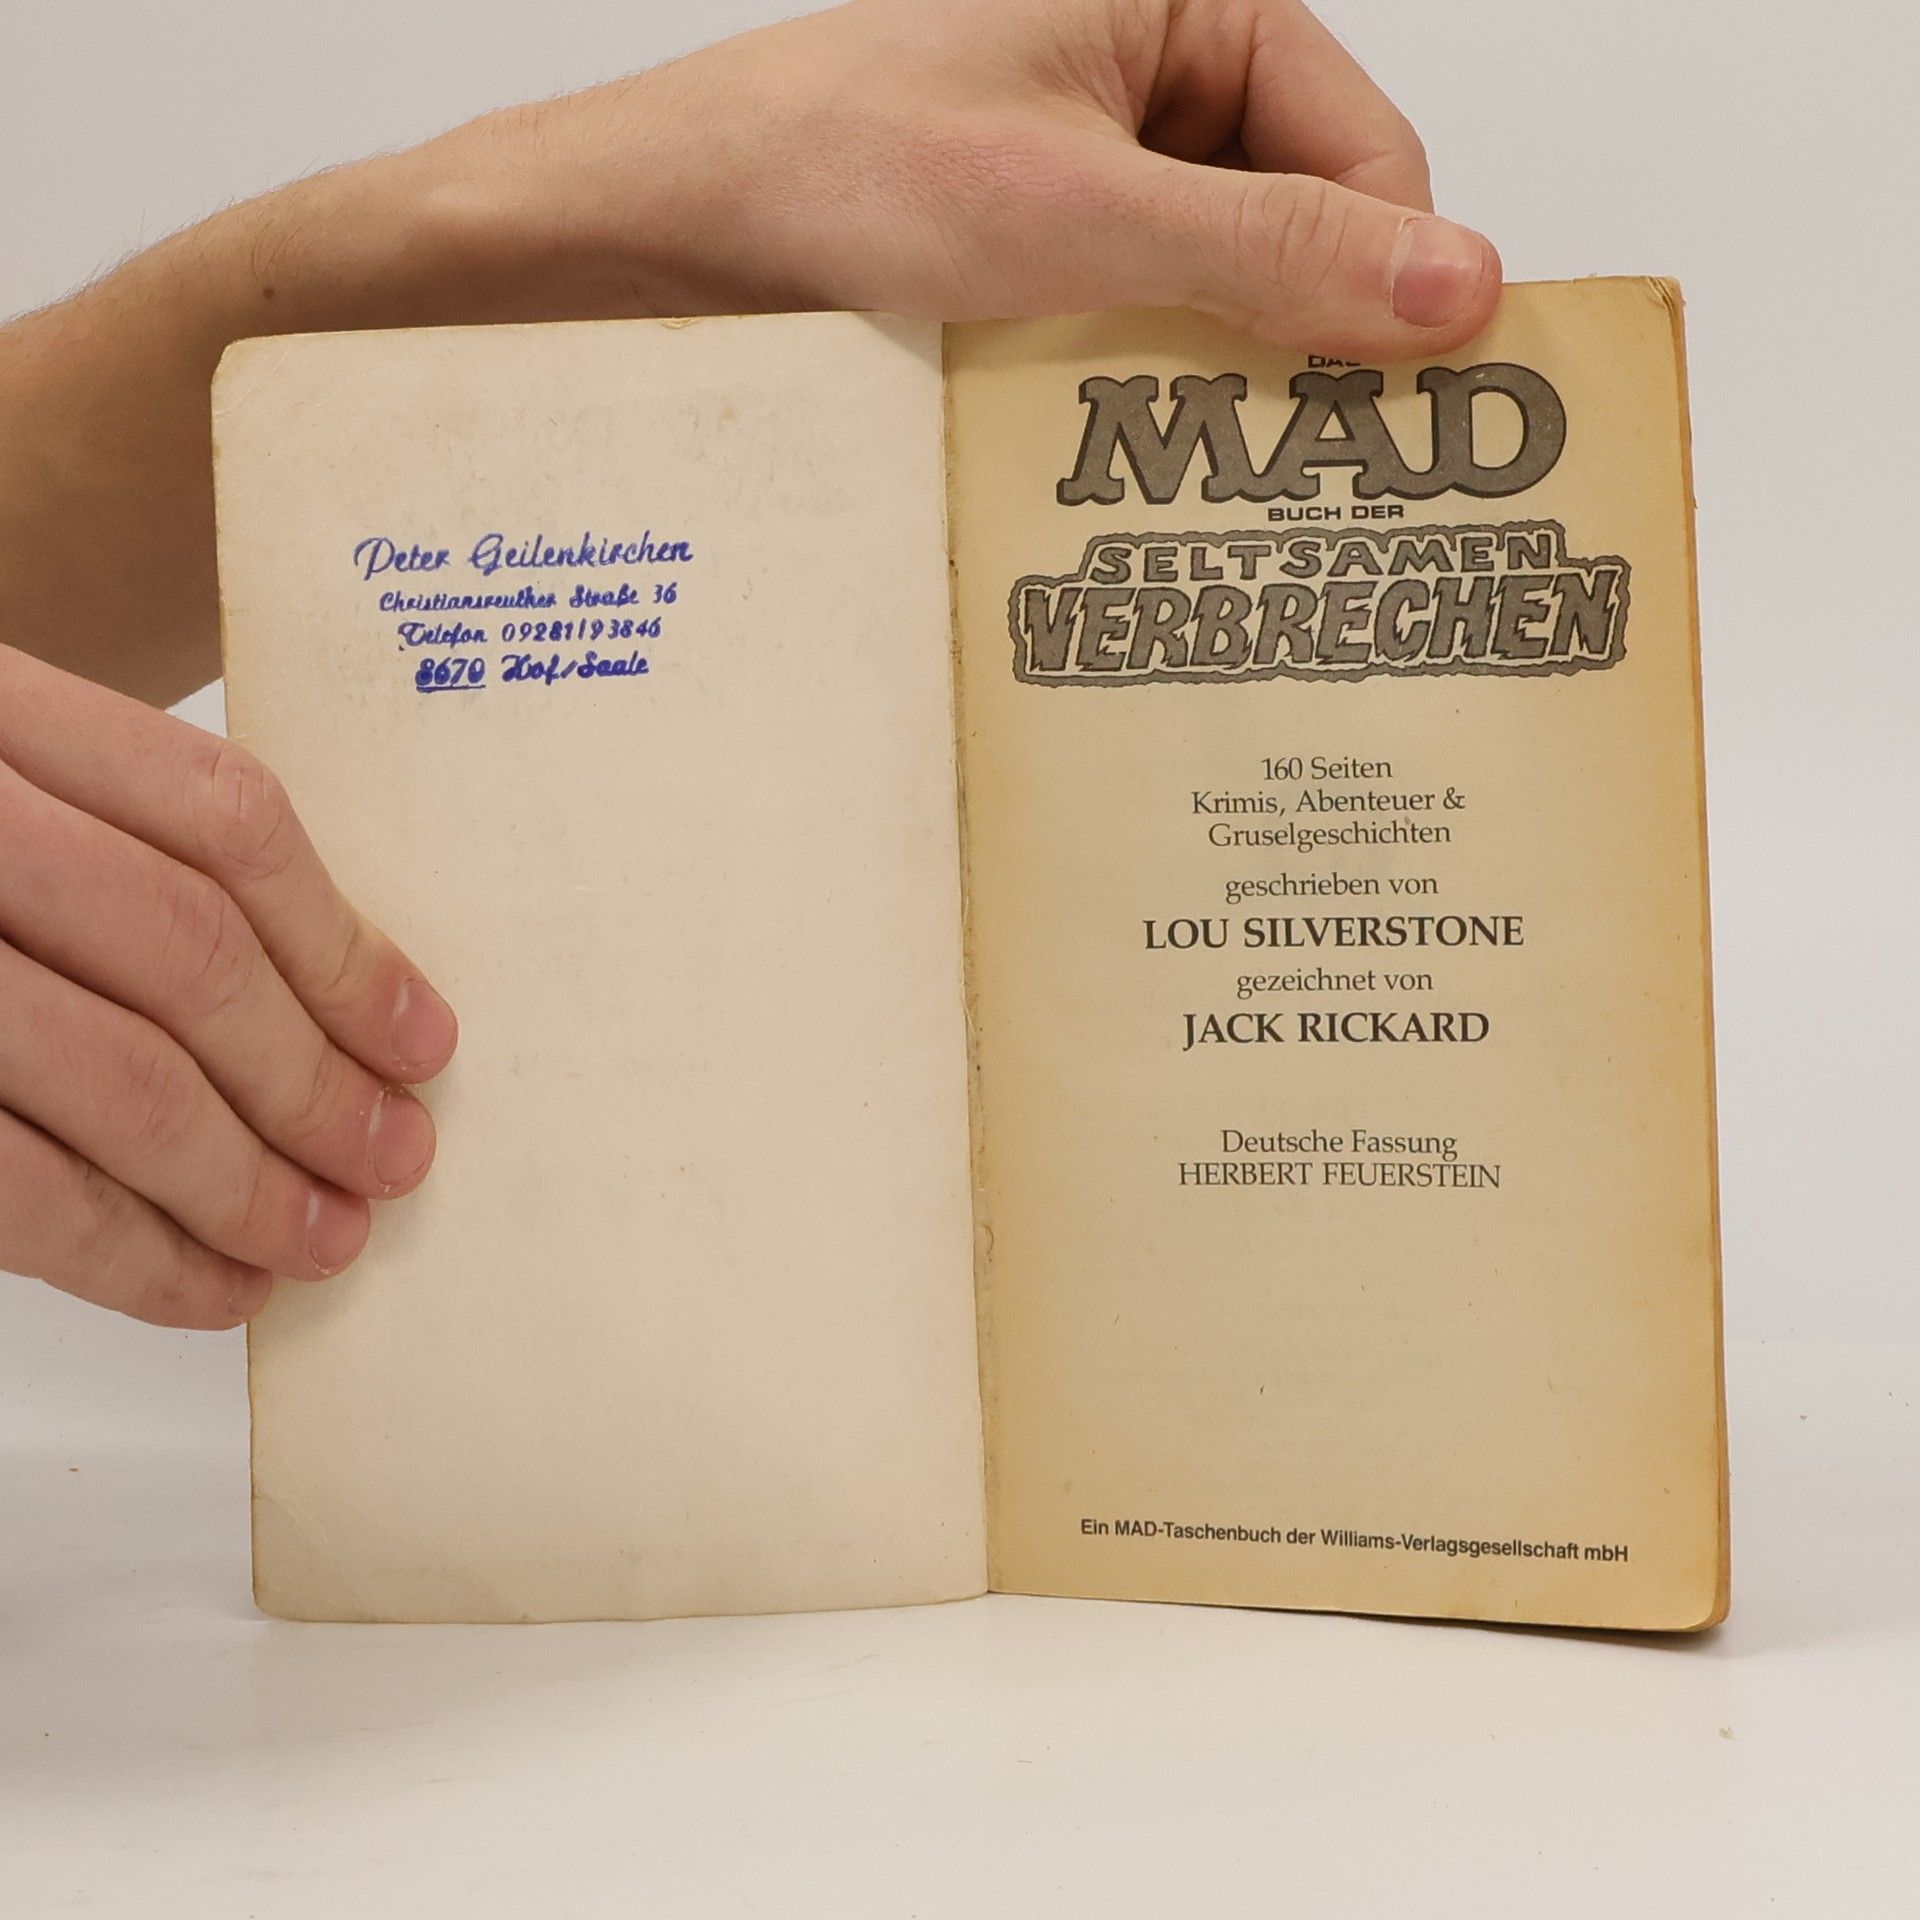 Peter Geilenkirchen
Christiansreuther Straße 36
Telefon 09281/93846
8670 Hof/Saale
MAD
BUCH DER
SELTSAMEN
VERBRECHEN
160 Seiten
Krimis, Abenteuer &
Gruselgeschichten
geschrieben von
LOU SILVERSTONE
gezeichnet von
JACK RICKARD
Deutsche Fassung
HERBERT FEUERSTEIN
Ein MAD-Taschenbuch der Williams-Verlagsgesellschaft mbH